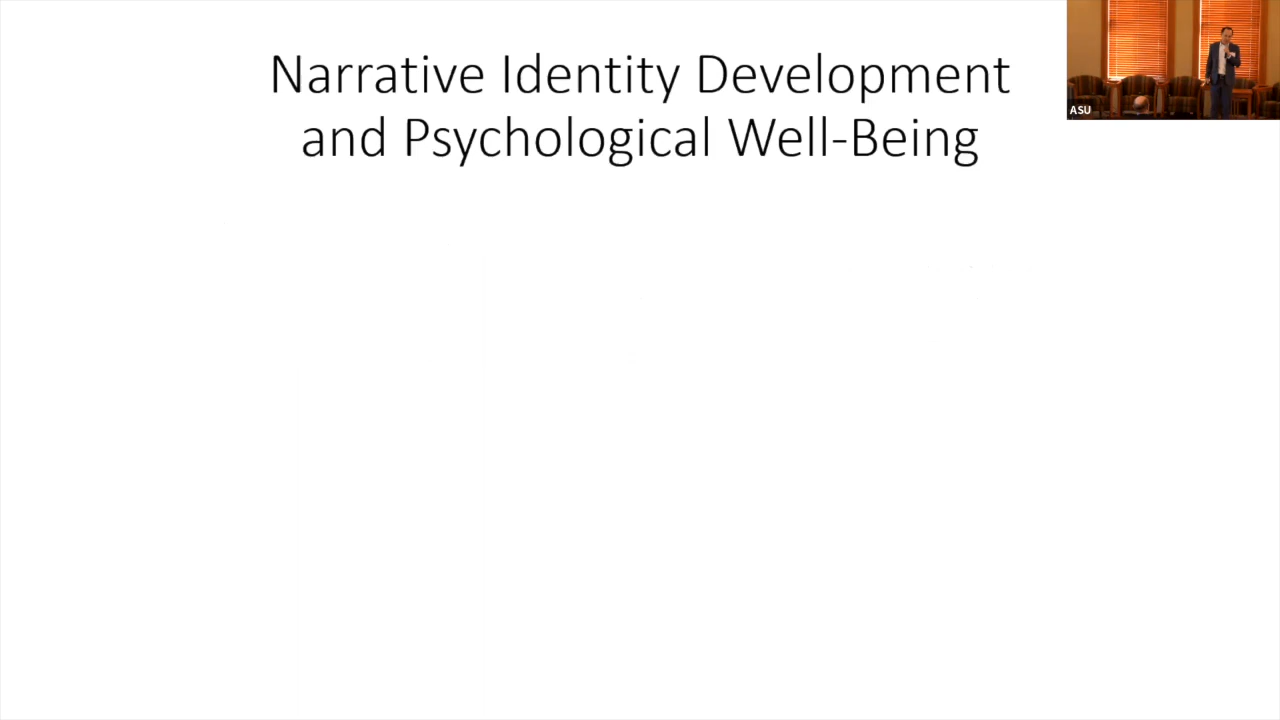 Narrative Identity Development
and Psychological Well-Being
ASU